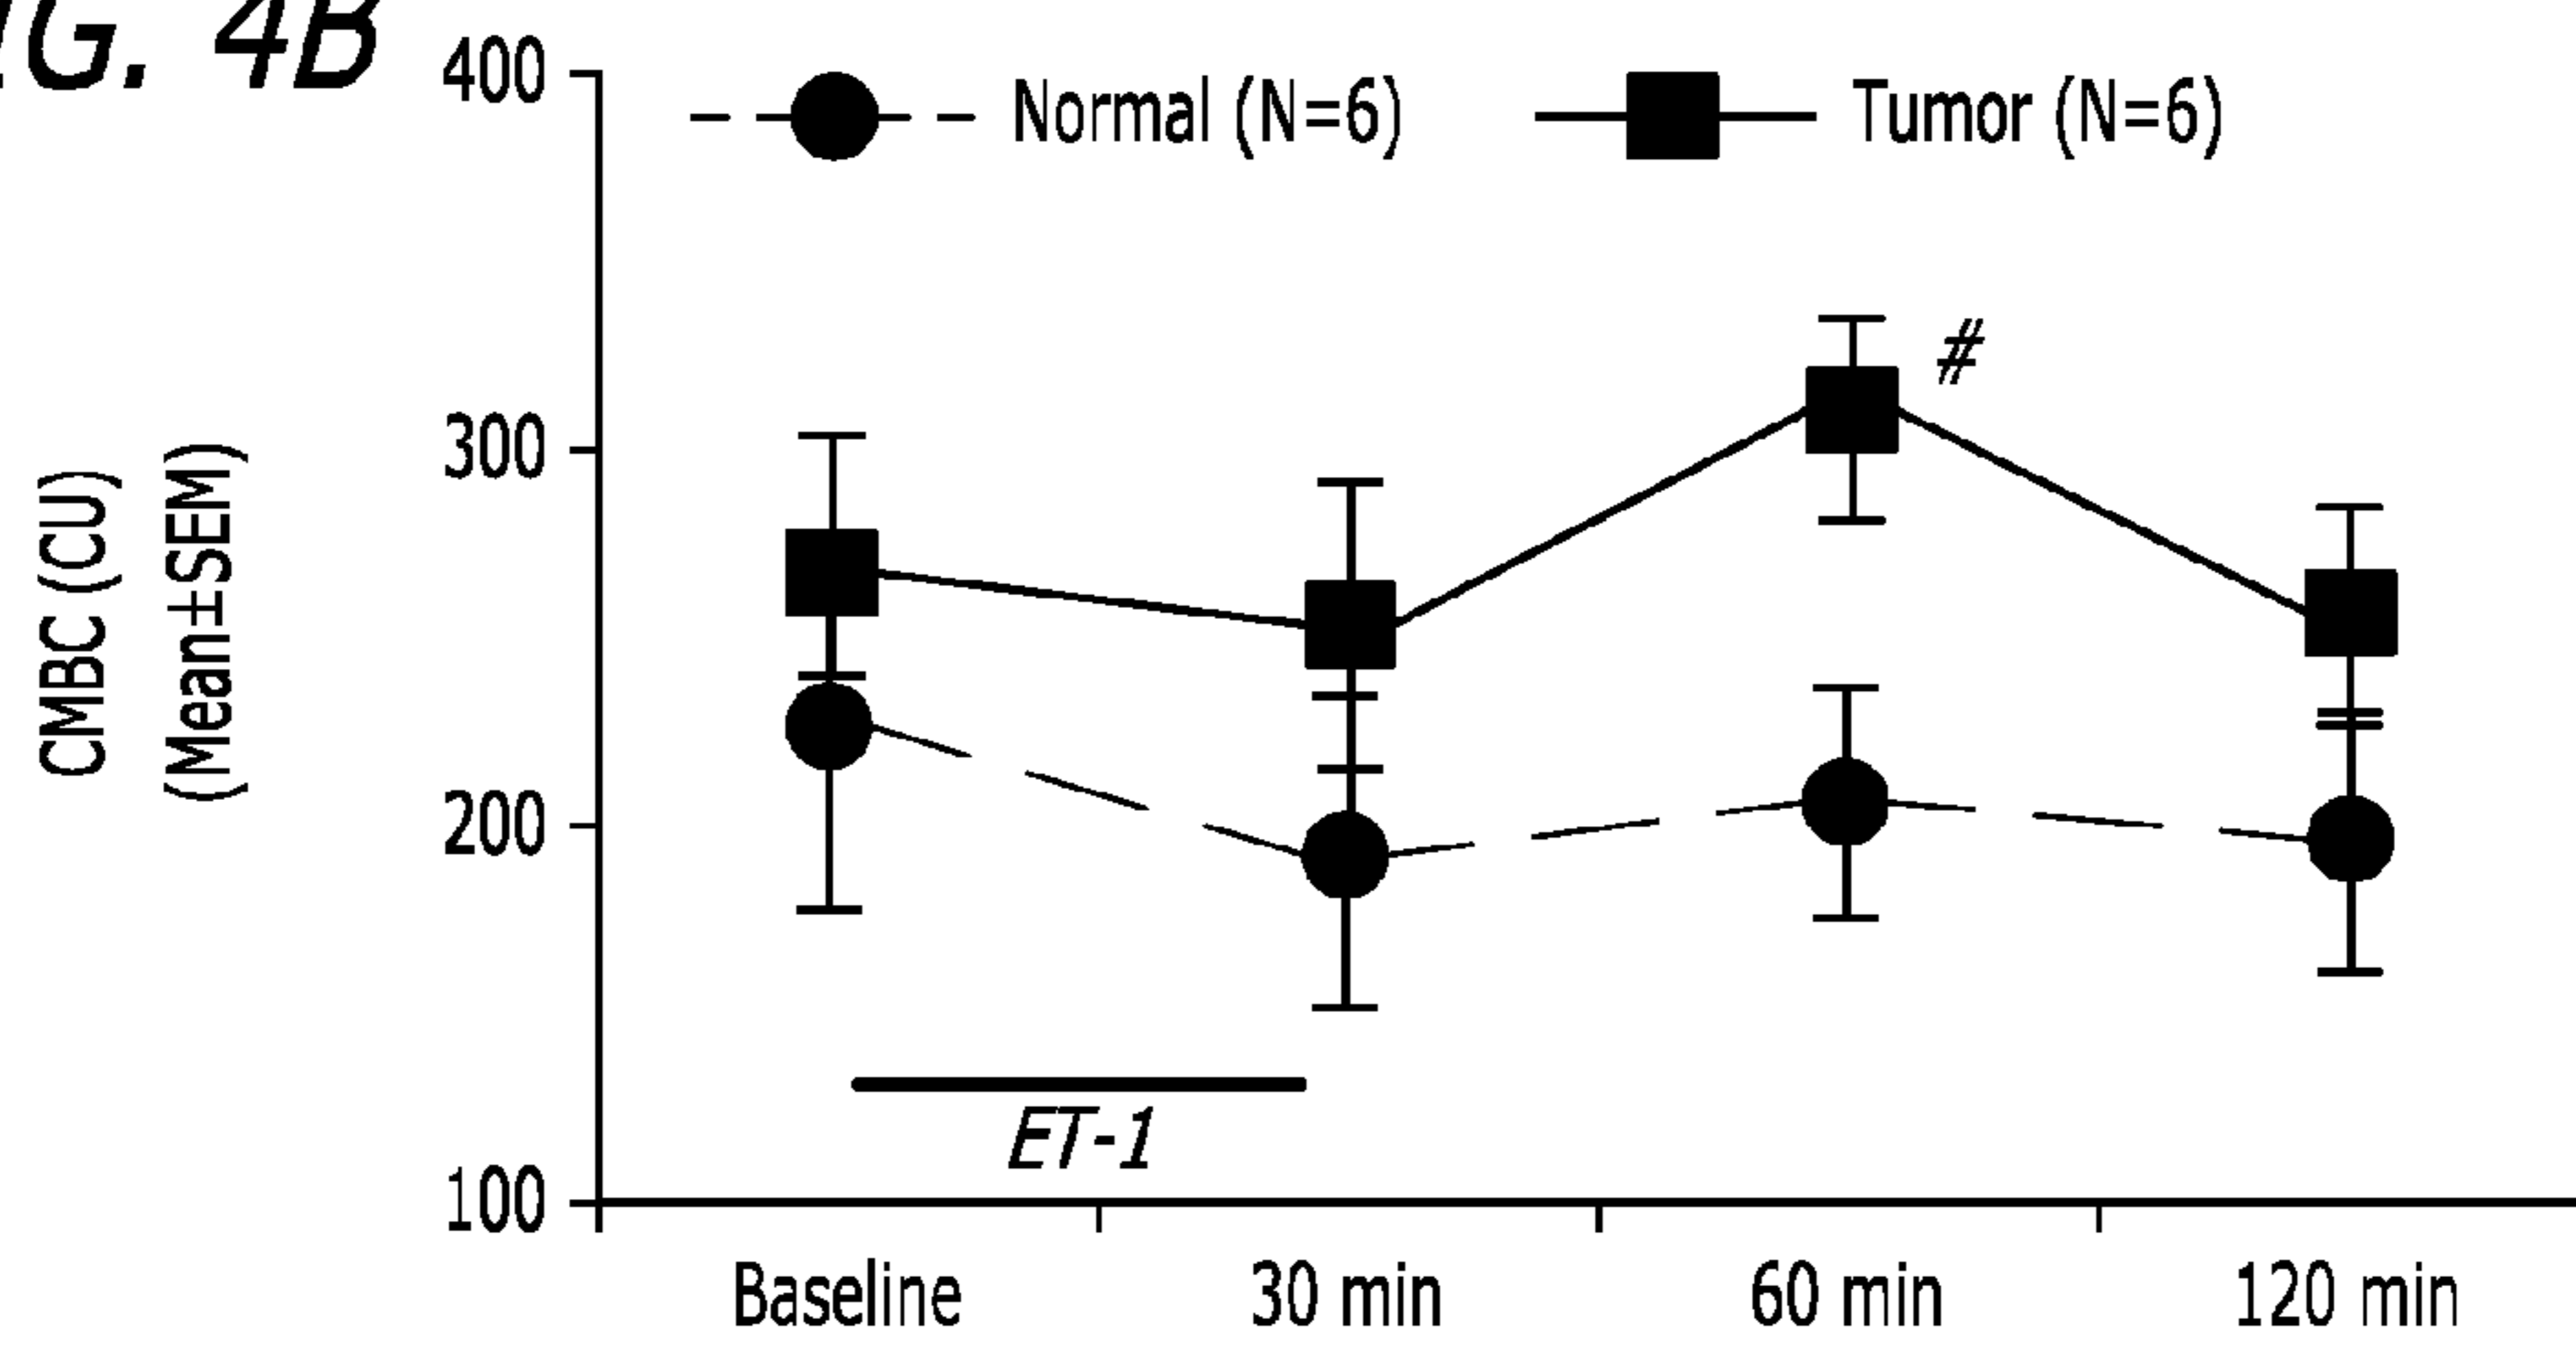 IG. 4B
400
Normal (N=6)
Tumor (N=6)
#
300
CMBC (CU)
(Mean±SEM)
200
ET-1
100
Baseline
30 min
60 min
120 min